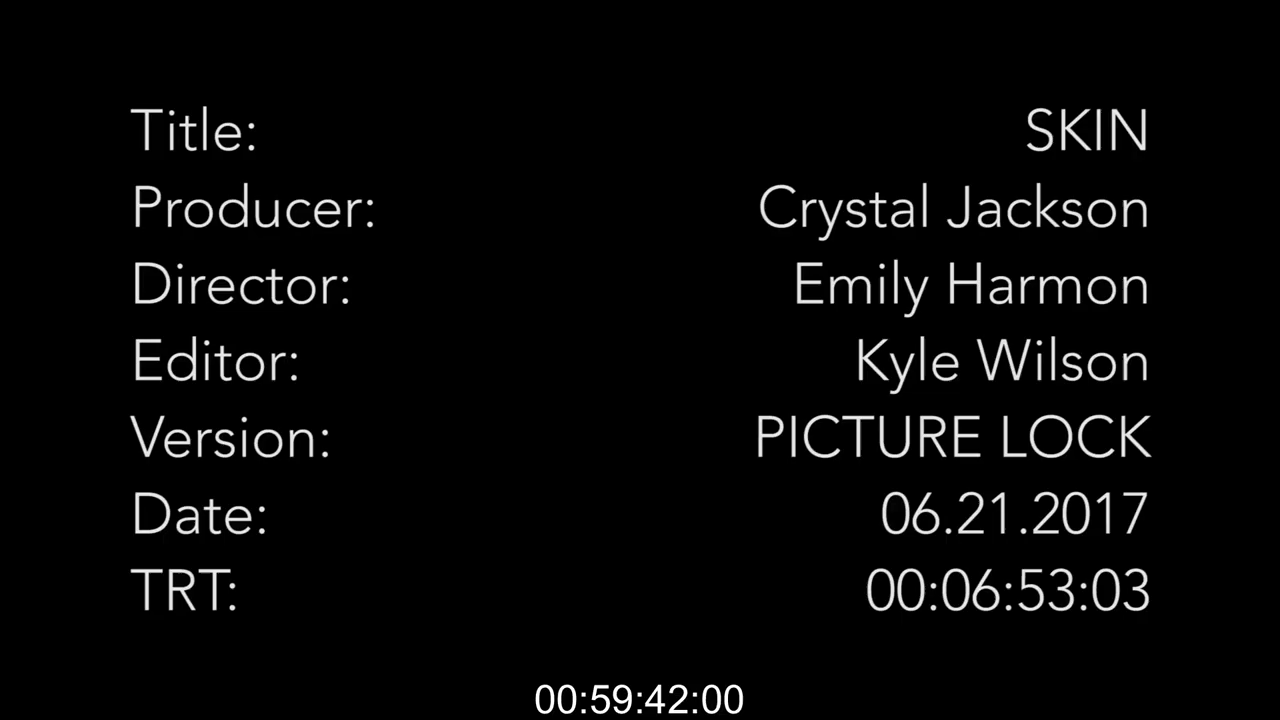 Title: SKIN
Producer: Crystal Jackson
Director: Emily Harmon
Editor: Kyle Wilson
Version: PICTURE LOCK
Date: 06.21.2017
TRT: 00:06:53:03
00:59:42:00